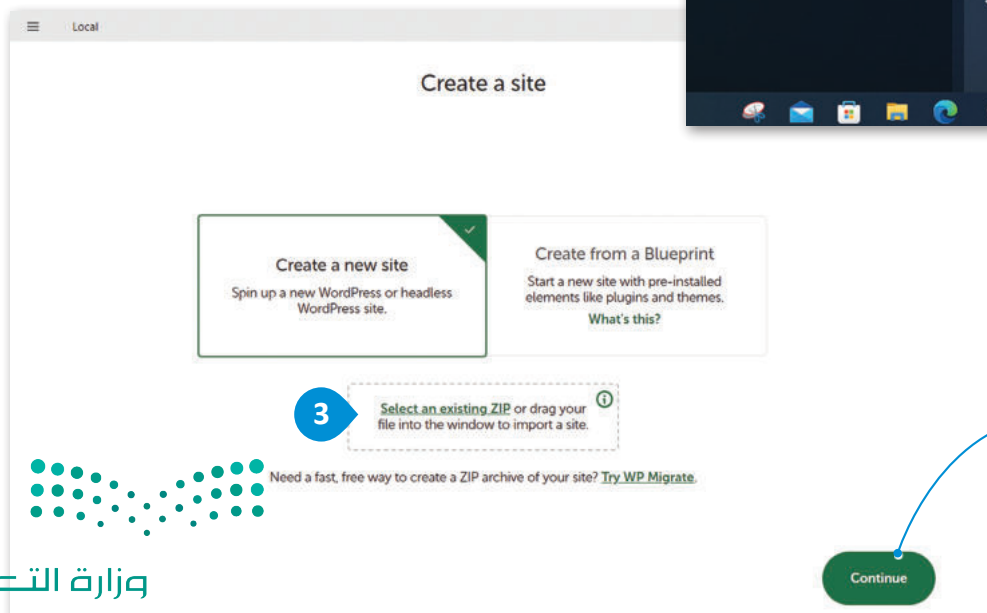 Local
Create a site
Create a new site
Spin up a new WordPress or headless
WordPress site.
Create from a Blueprint
Start a new site with pre-installed
elements like plugins and themes.
What's this?
3
Select an existing ZIP or drag your
file into the window to import a site.
Need a fast, free way to create a ZIP archive of your site? Try WP Migrate.
Continue
وزارة